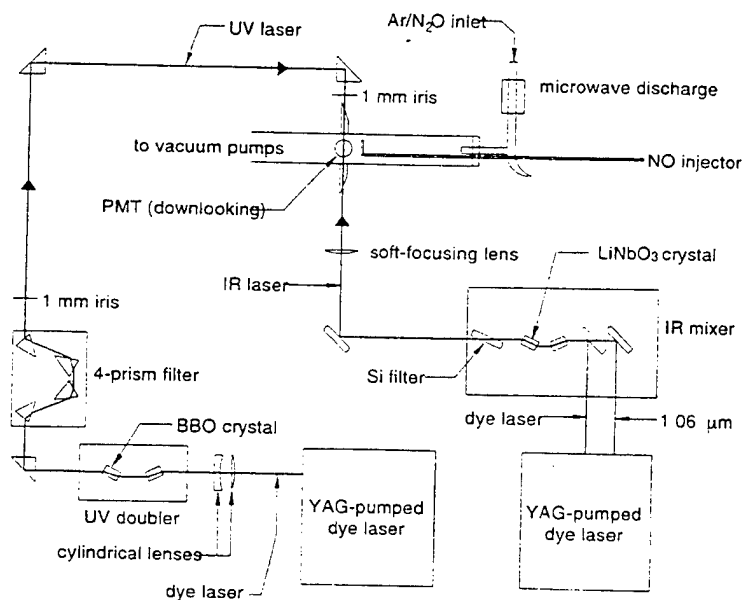 Ar/N₂O inlet
UV laser
microwave discharge
1 mm iris
to vacuum pumps
NO injector
PMT (downlooking)
soft-focusing lens
LiNbO₃ crystal
IR laser
1 mm iris
IR mixer
Si filter
4-prism filter
dye laser
1 06 μm
BBO crystal
UV doubler
YAG-pumped
dye laser
YAG-pumped
dye laser
cylindrical lenses
dye laser